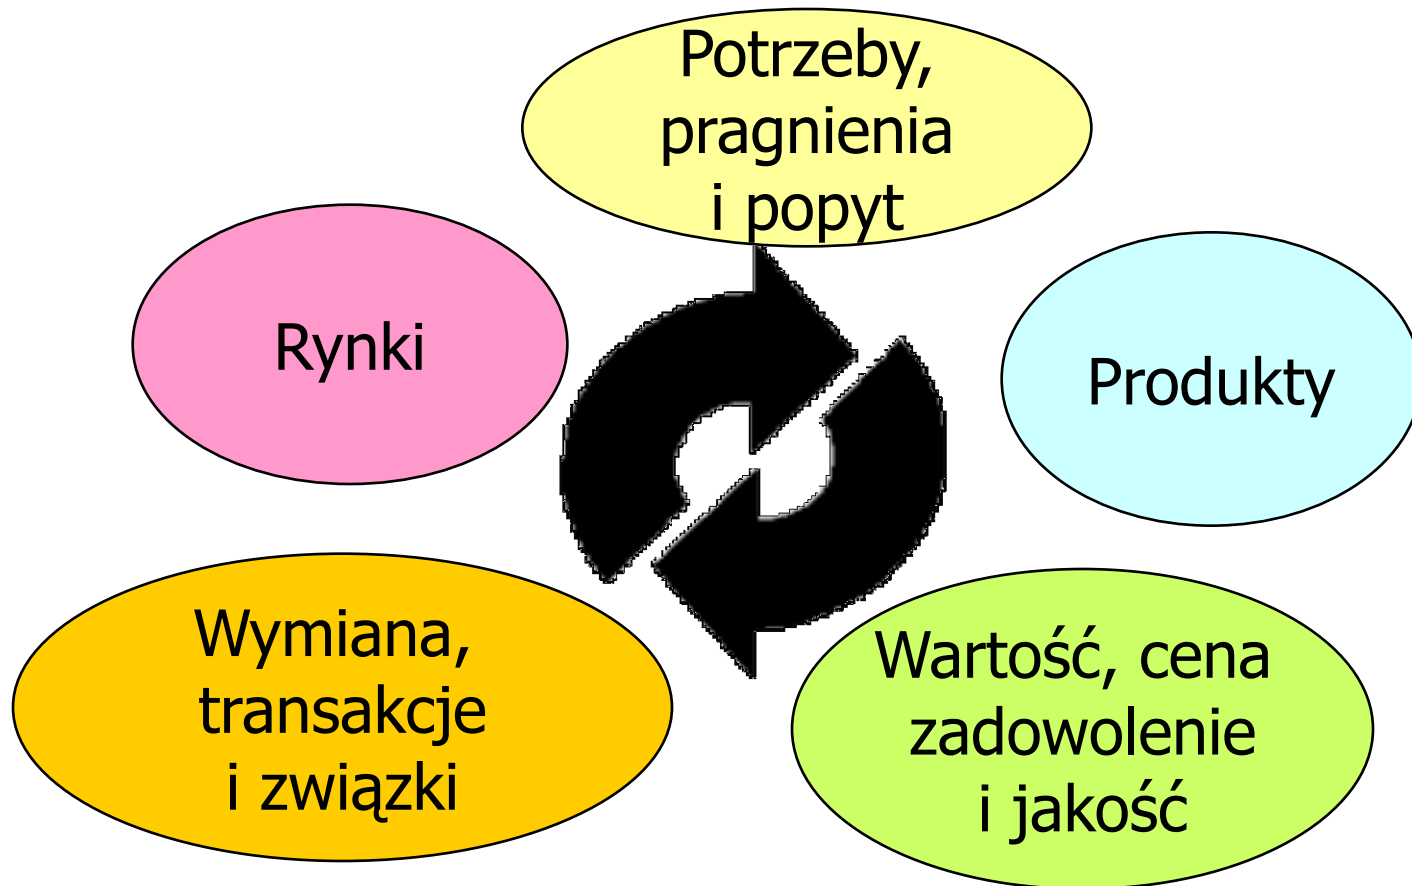 Potrzeby,
pragnienia
i popyt
Rynki
Produkty
Wymiana,
transakcje
i związki
Wartość, cena
zadowolenie
i jakość